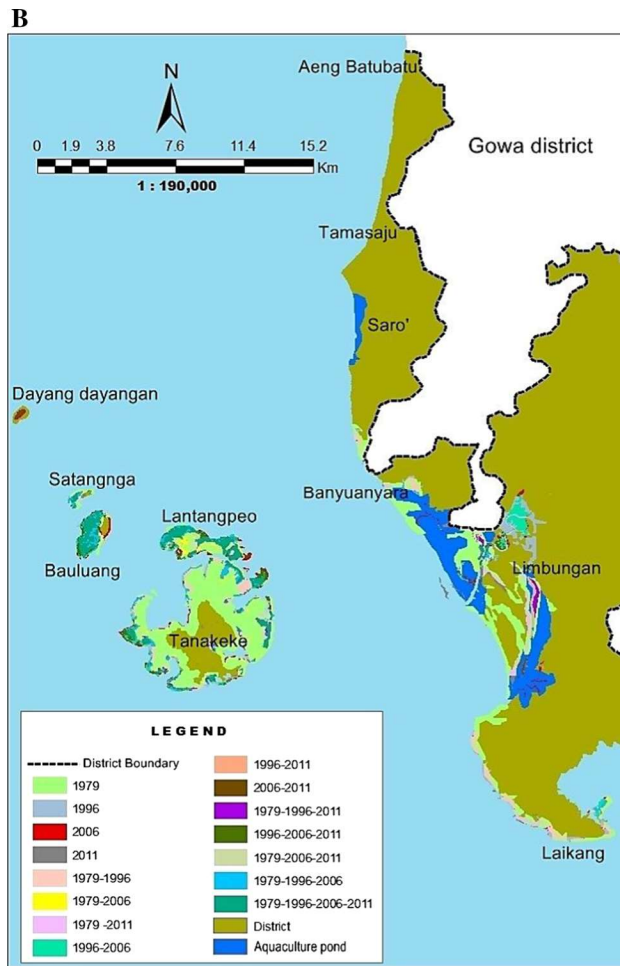 B
Aeng Batubatu
N
Gowa district
0 1.9 3.8 7.6 11.4 15.2
Km
1 : 190,000
Tamasaju
Saro'
Dayang dayangan
Satangnga
Banyuanyara
Lantangpeo
Bauluang
Limbungan
Tanakeke
Laikang
LEGEND
District Boundary
1979
1996
2006
2011
1979-1996
1979-2006
1979 -2011
1996-2006
1996-2011
2006-2011
1979-1996-2011
1996-2006-2011
1979-2006-2011
1979-1996-2006
1979-1996-2006-2011
District
Aquaculture pond